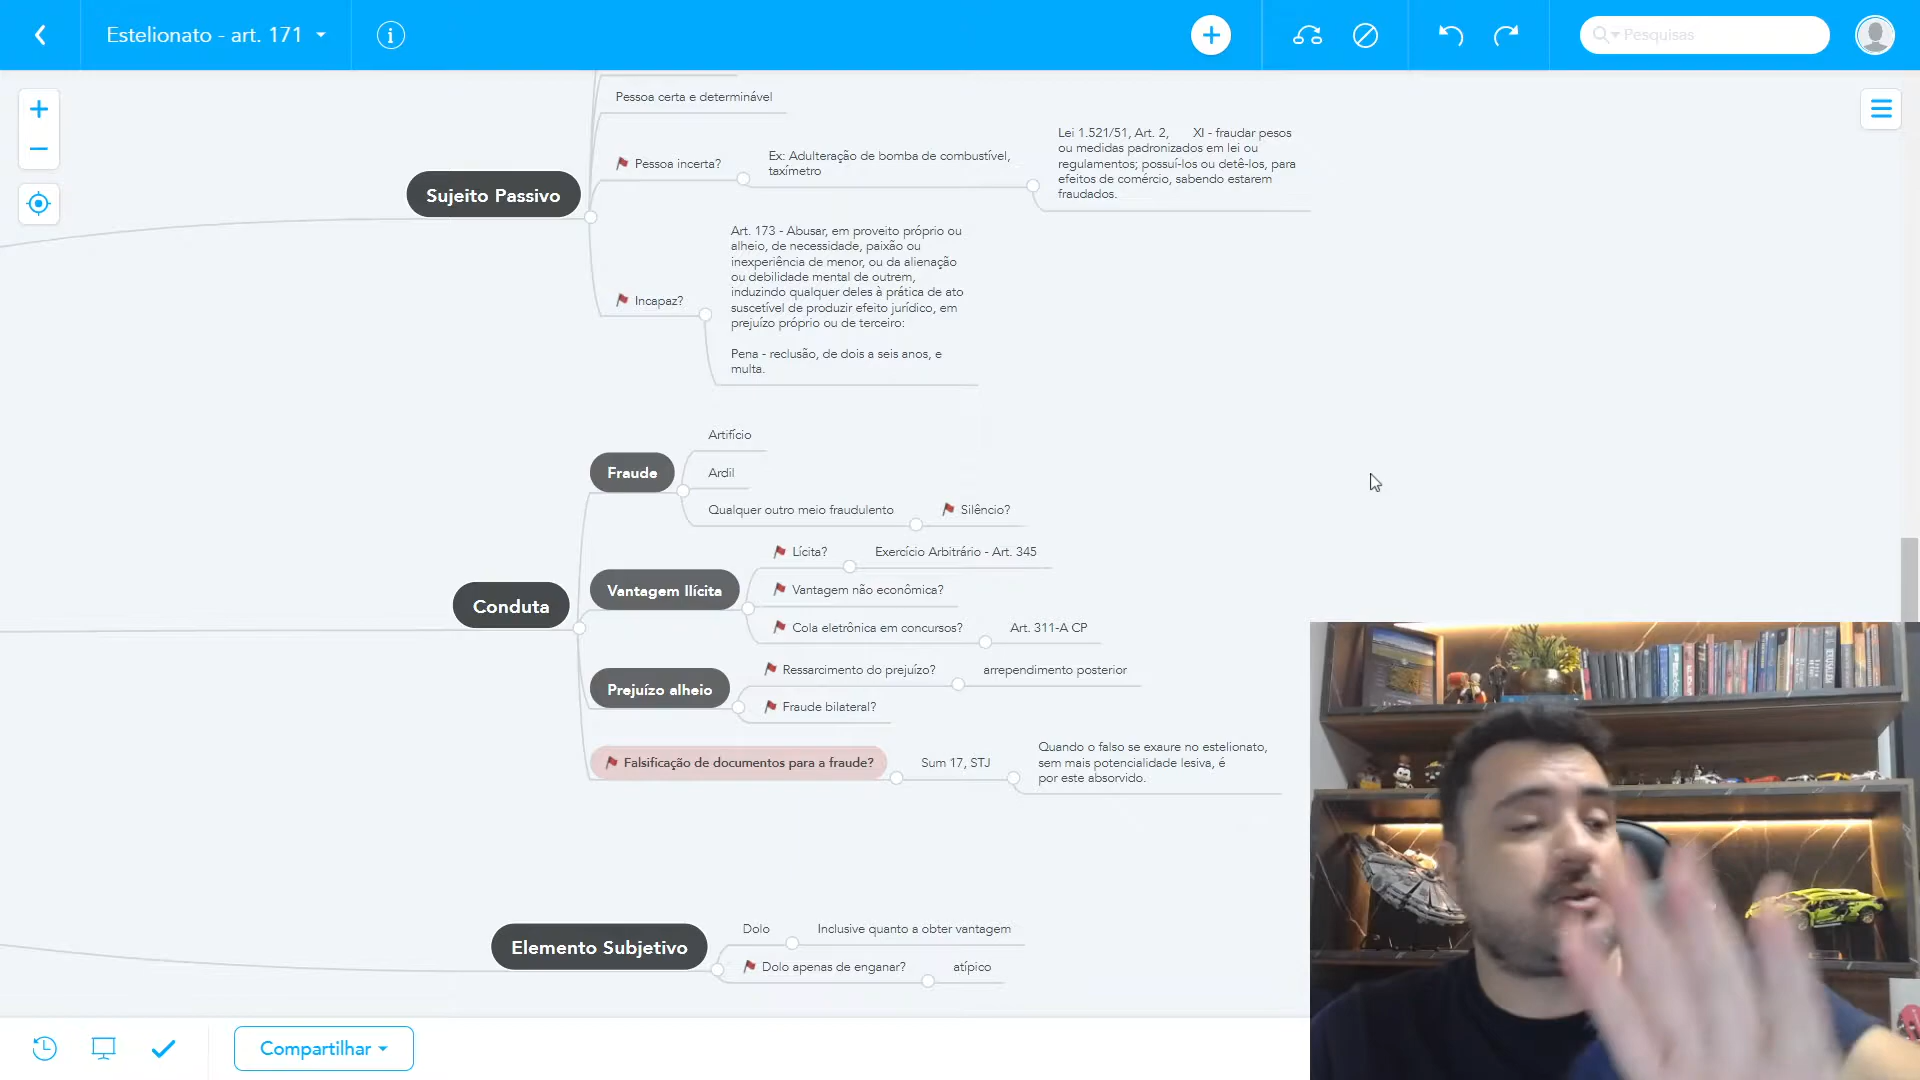 Estelionato - art. 171
Pesquisas
Pessoa certa e determinável
Sujeito Passivo
Pessoa incerta?
Ex: Adulteração de bomba de combustível,
taxímetro
Lei 1.521/51, Art. 2, XI - fraudar pesos
ou medidas padronizados em lei ou
regulamentos; possuí-los ou detê-los, para
efeitos de comércio, sabendo estarem
fraudados.
Incapaz?
Art. 173 - Abusar, em proveito próprio ou
alheio, de necessidade, paixão ou
inexperiência de menor, ou da alienação
ou debilidade mental de outrem,
induzindo qualquer deles à prática de ato
suscetível de produzir efeito jurídico, em
prejuízo próprio ou de terceiro:
Pena - reclusão, de dois a seis anos, e
multa.
Conduta
Fraude
Artifício
Ardil
Qualquer outro meio fraudulento
Silêncio?
Vantagem Ilícita
Lícita?
Exercício Arbitrário - Art. 345
Vantagem não econômica?
Cola eletrônica em concursos?
Art. 311-A CP
Prejuízo alheio
Ressarcimento do prejuízo?
arrependimento posterior
Fraude bilateral?
Falsificação de documentos para a fraude?
Sum 17, STJ
Quando o falso se exaure no estelionato,
sem mais potencialidade lesiva, é
por este absorvido.
Elemento Subjetivo
Dolo
Inclusive quanto a obter vantagem
Dolo apenas de enganar?
atípico
Compartilhar